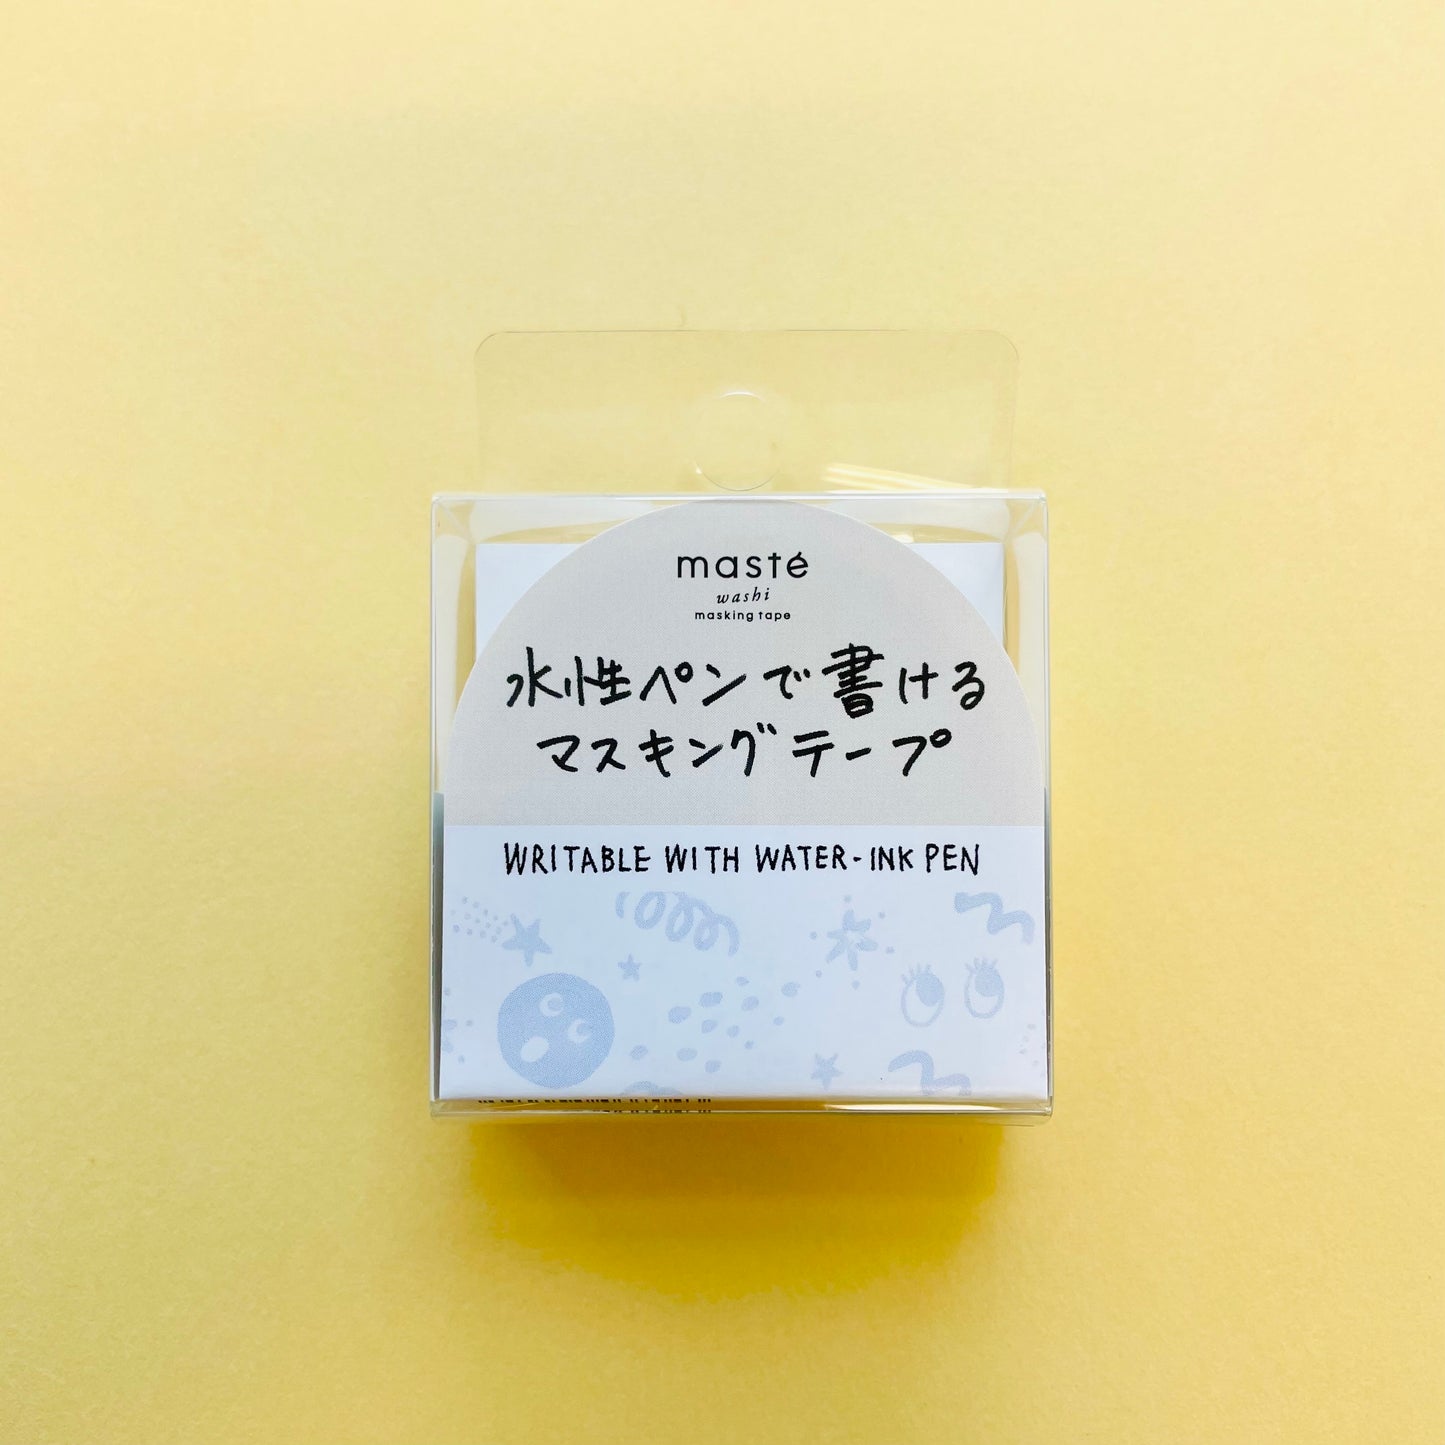 masté
washi
masking tape
水性ペンで書ける
マスキングテープ
WRITABLE WITH WATER-INK PEN